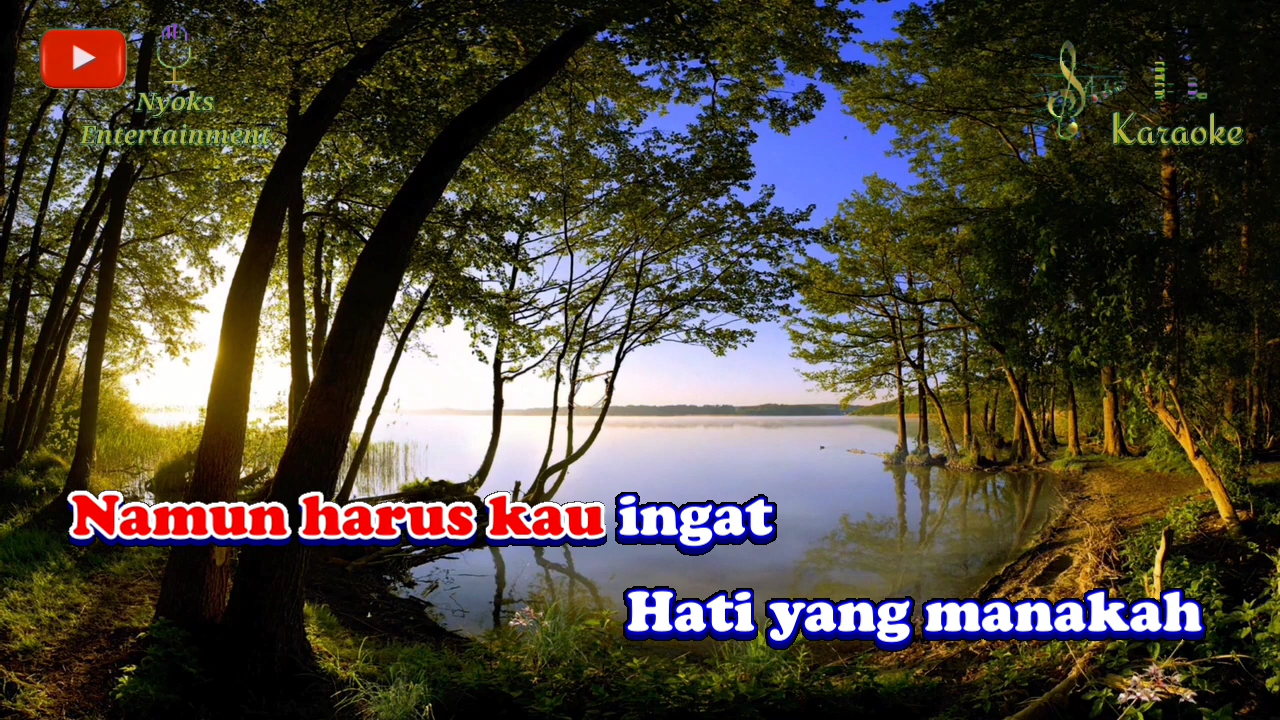 Nyoks
Entertainment
Karaoke
Namun harus kau ingat
Hati yang manakah